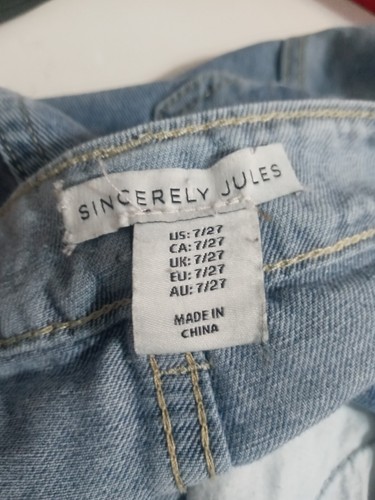 SINCERELY JULES
US: 7/27
CA: 7/27
UK: 7/27
EU: 7/27
AU: 7/27
MADE IN
CHINA